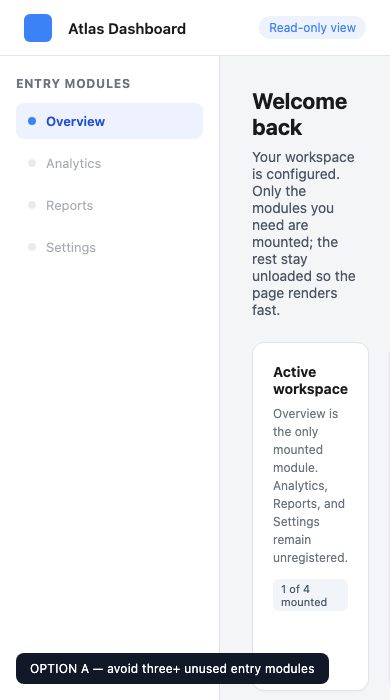 Atlas Dashboard
Read-only view
ENTRY MODULES
Overview
Analytics
Reports
Settings
Welcome
back
Your workspace
is configured.
Only the
modules you
need are
mounted; the
rest stay
unloaded so the
page renders
fast.
Active
workspace
Overview is
the only
mounted
module.
Analytics,
Reports, and
Settings
remain
unregistered.
1 of 4
mounted
OPTION A — avoid three+ unused entry modules